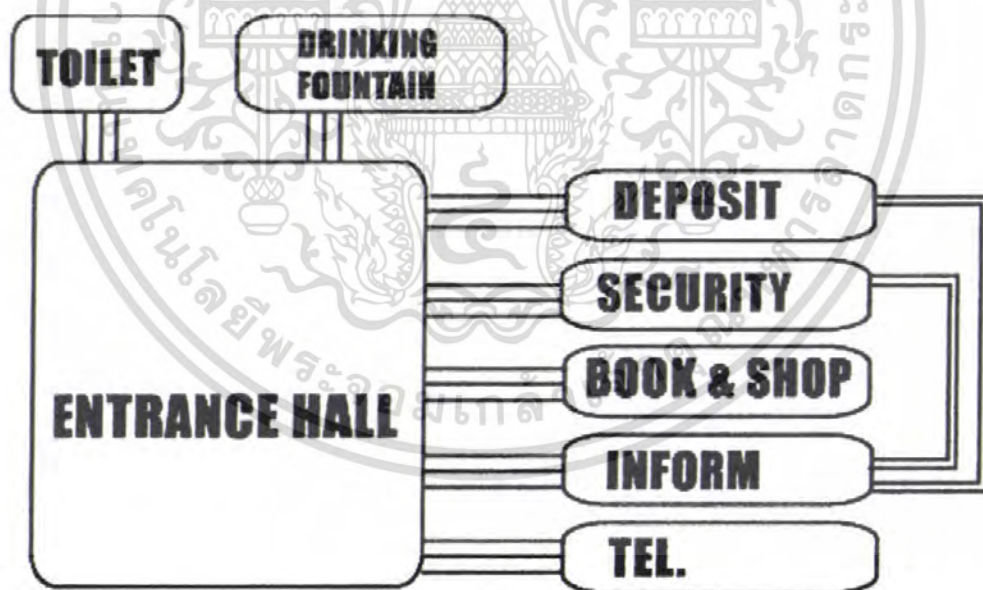 TOILET
DRINKING
FOUNTAIN
DEPOSIT
SECURITY
BOOK & SHOP
ENTRANCE HALL
INFORM
TEL.